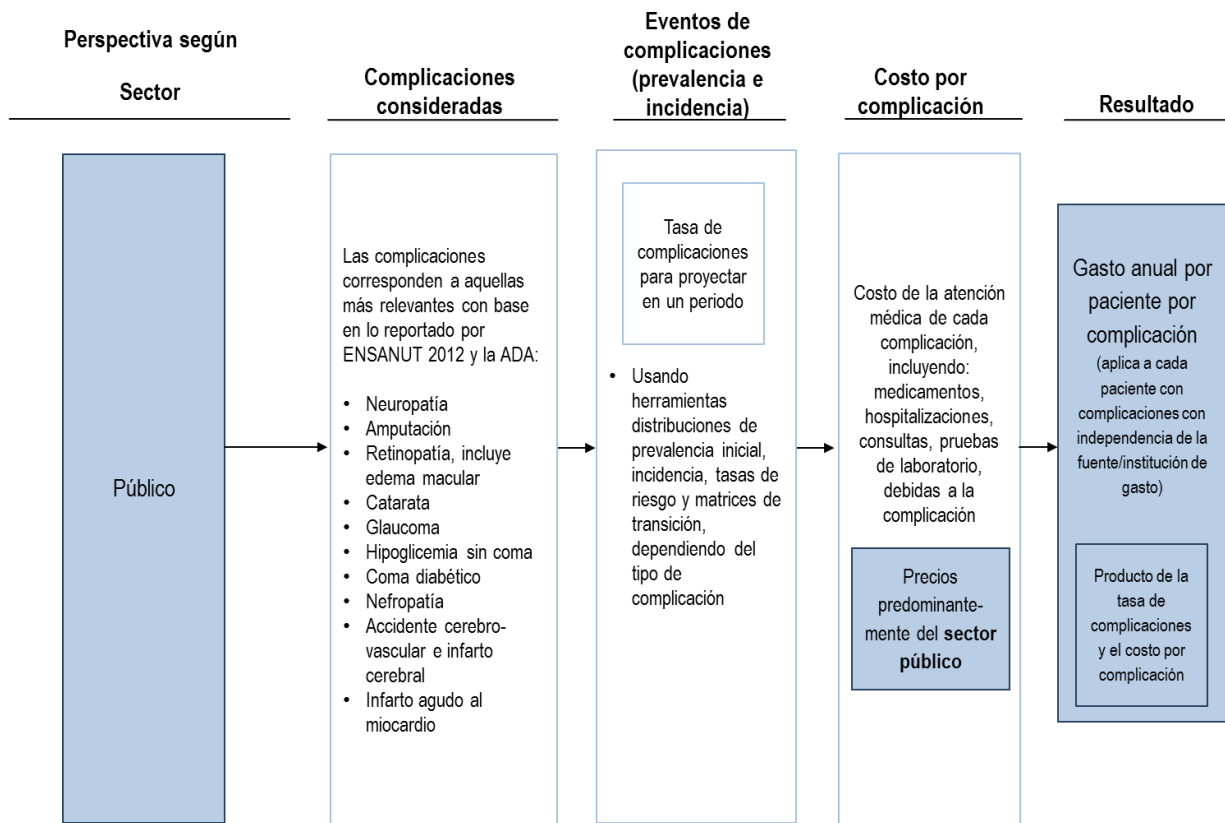 Perspectiva según
Sector
Complicaciones
consideradas
Eventos de
complicaciones
(prevalencia e
incidencia)
Costo por
complicación
Resultado
Público
Las complicaciones
corresponden a aquellas
más relevantes con base
en lo reportado por
ENSANUT 2012 y la ADA:
• Neuropatía
• Amputación
• Retinopatía, incluye
edema macular
• Catarata
• Glaucoma
• Hipoglicemia sin coma
• Coma diabético
• Nefropatía
• Accidente cerebro-
vascular e infarto
cerebral
• Infarto agudo al
miocardio
Tasa de
complicaciones
para proyectar
en un periodo
• Usando
herramientas
distribuciones de
prevalencia inicial,
incidencia, tasas de
riesgo y matrices de
transición,
dependiendo del
tipo de
complicación
Costo de la atención
médica de cada
complicación,
incluyendo:
medicamentos,
hospitalizaciones,
consultas, pruebas
de laboratorio,
debidas a la
complicación
Precios
predominante-
mente del sector
público
Gasto anual por
paciente por
complicación
(aplica a cada
paciente con
complicaciones con
independencia de la
fuente/institución de
gasto)
Producto de la
tasa de
complicaciones
y el costo por
complicación